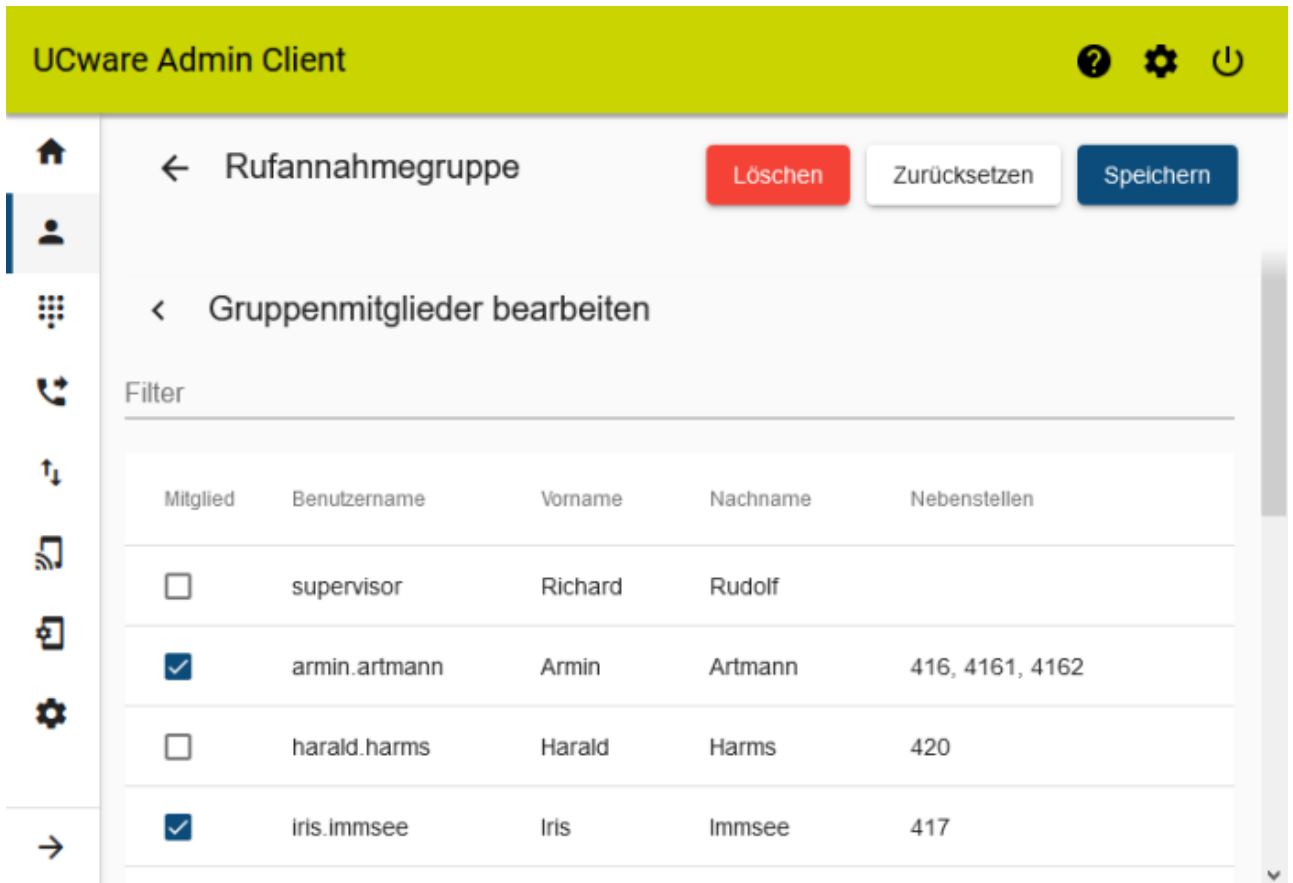 UCware Admin Client
Rufannahmegruppe
Löschen
Zurücksetzen
Speichern
Gruppenmitglieder bearbeiten
Filter
Mitglied Benutzername Vorname Nachname Nebenstellen
supervisor Richard Rudolf
armin.artmann Armin Artmann 416, 4161, 4162
harald.harms Harald Harms 420
iris.immsee Iris Immsee 417